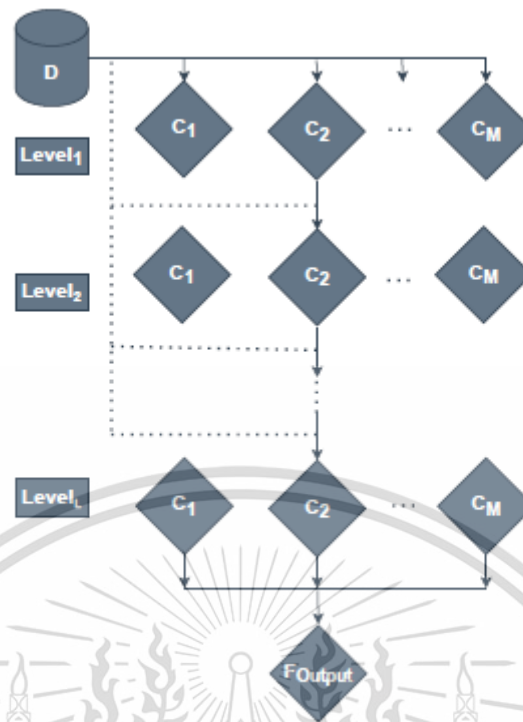 D
C1 C2 ... CM
Level1
C1 C2 ... CM
Level2
C1 C2 ... CM
LevelL
FOutput